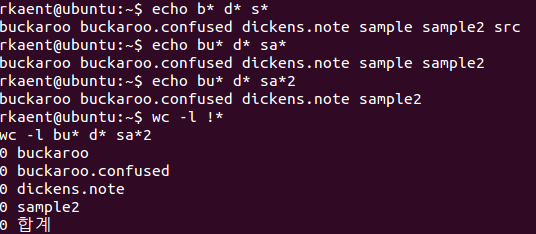 rkaent@ubuntu:~$ echo b* d* s*
buckaroo buckaroo.confused dickens.note sample sample2 src
rkaent@ubuntu:~$ echo bu* d* sa*
buckaroo buckaroo.confused dickens.note sample sample2
rkaent@ubuntu:~$ echo bu* d* sa*2
buckaroo buckaroo.confused dickens.note sample2
rkaent@ubuntu:~$ wc -l !*
wc -l bu* d* sa*2
0 buckaroo
0 buckaroo.confused
0 dickens.note
0 sample2
0 합계